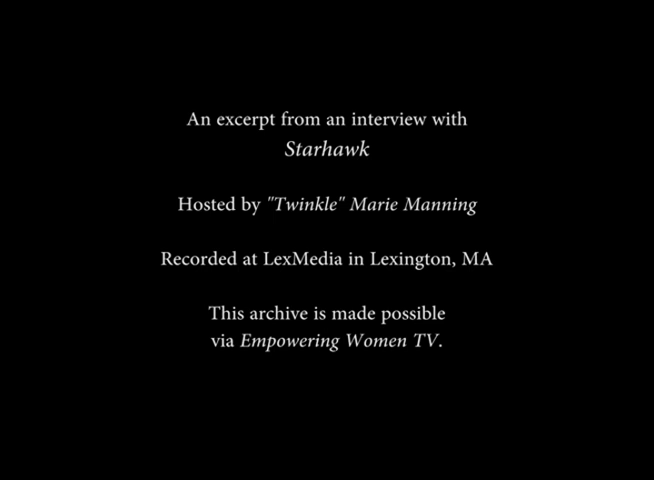 An excerpt from an interview with
Starhawk
Hosted by "Twinkle" Marie Manning
Recorded at LexMedia in Lexington, MA
This archive is made possible
via Empowering Women TV.